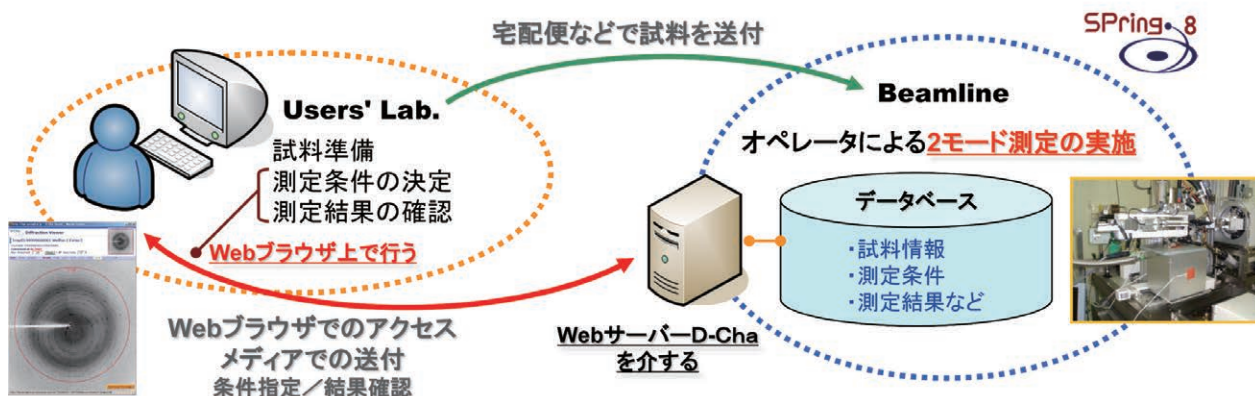 宅配便などで試料を送付
SPring-8
Users' Lab.
試料準備
測定条件の決定
測定結果の確認
Webブラウザ上で行う
Beamline
オペレータによる2モード測定の実施
データベース
・試料情報
・測定条件
・測定結果など
Webブラウザでのアクセス
メディアでの送付
条件指定／結果確認
WebサーバーD-Cha
を介する
Diffraction Viewer